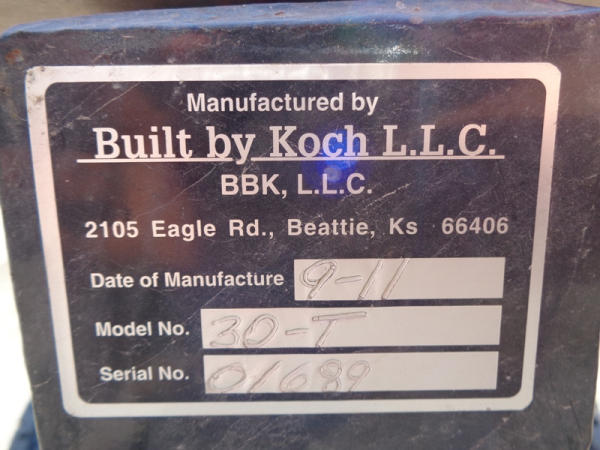 Manufactured by
Built by Koch L.L.C.
BBK, L.L.C.
2105 Eagle Rd., Beattie, Ks 66406
Date of Manufacture 9-11
Model No. 30-T
Serial No. 01689